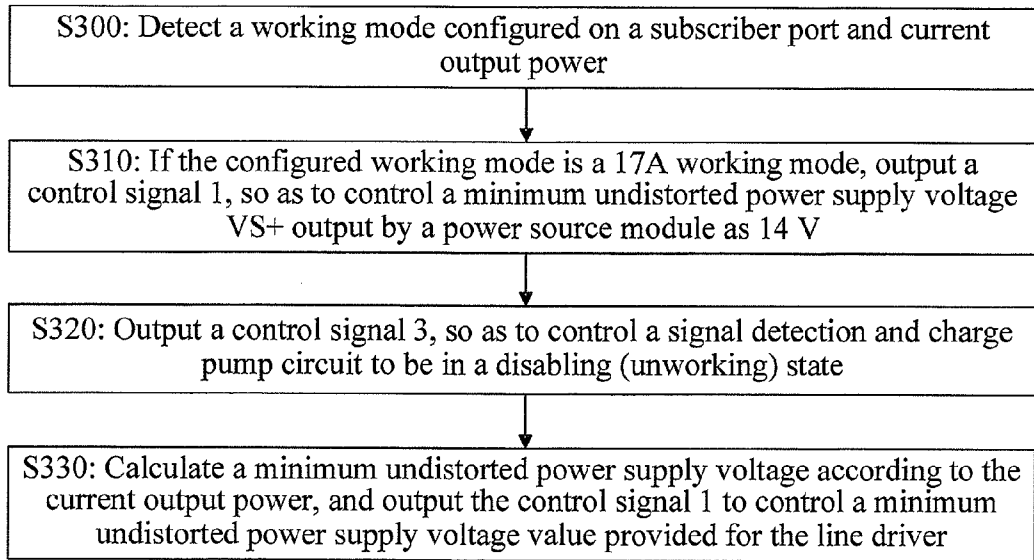 S300: Detect a working mode configured on a subscriber port and current
output power
S310: If the configured working mode is a 17A working mode, output a
control signal 1, so as to control a minimum undistorted power supply voltage
VS+ output by a power source module as 14 V
S320: Output a control signal 3, so as to control a signal detection and charge
pump circuit to be in a disabling (unworking) state
S330: Calculate a minimum undistorted power supply voltage according to the
current output power, and output the control signal 1 to control a minimum
undistorted power supply voltage value provided for the line driver